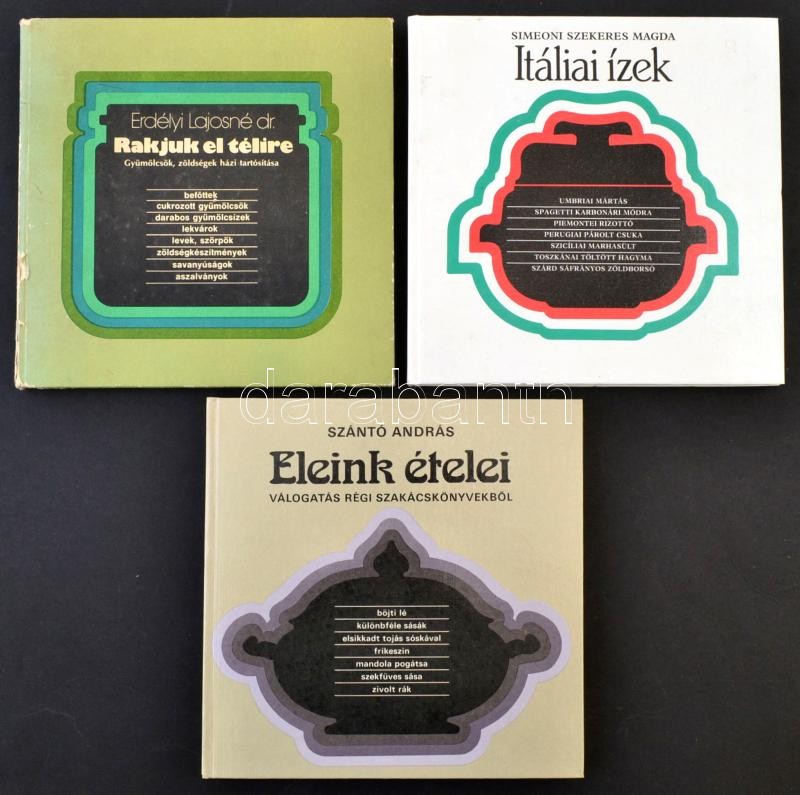 Erdélyi Lajosné dr.
Rakjuk el télire
Gyümölcsök, zöldségek házi tartósítása
befőttek
cukrozott gyümölcsök
darabos gyümölcsízek
lekvárok
levek, szörpök
zöldségkészítmények
savanyúságok
aszalványok
SIMEONI SZEKERES MAGDA
Itáliai ízek
UMBRIAI MÁRTÁS
SPAGETTI KARBONÁRI MÓDRA
PIEMONTEI RIZOTTÓ
PERUGIAI PÁROLT CSUKA
SZICÍLIAI MARHASÜLT
TOSZKÁNAI TÖLTÖTT HAGYMA
SZÁRD SÁFRÁNYOS ZÖLDBORSÓ
darabanth
SZÁNTÓ ANDRÁS
Eleink ételei
VÁLOGATÁS RÉGI SZAKÁCSKÖNYVEKBŐL
bőjti lé
különbféle sásák
elsikkadt tojás sóskával
frikeszin
mandola pogátsa
szekfüves sása
zivolt rák